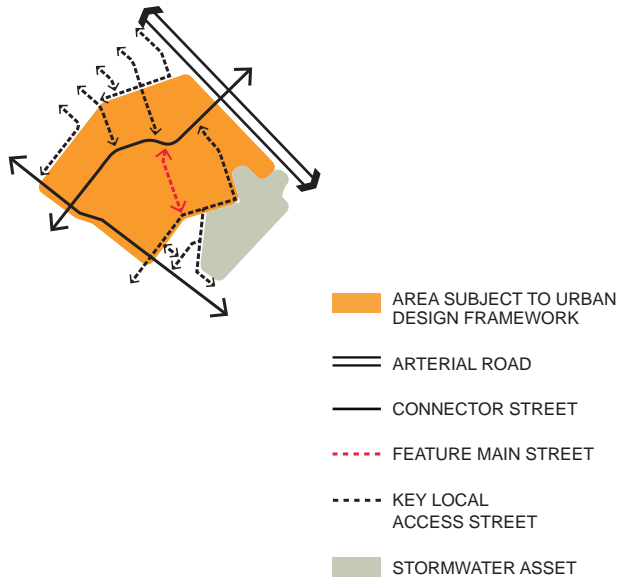 AREA SUBJECT TO URBAN
DESIGN FRAMEWORK
ARTERIAL ROAD
CONNECTOR STREET
FEATURE MAIN STREET
KEY LOCAL
ACCESS STREET
STORMWATER ASSET